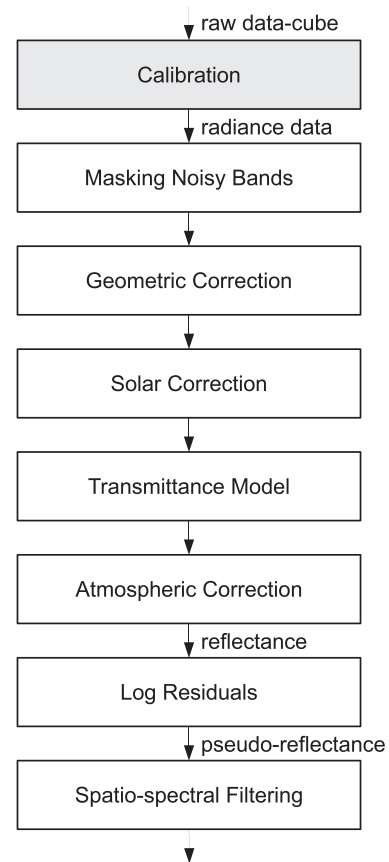 raw data-cube
Calibration
radiance data
Masking Noisy Bands
Geometric Correction
Solar Correction
Transmittance Model
Atmospheric Correction
reflectance
Log Residuals
pseudo-reflectance
Spatio-spectral Filtering